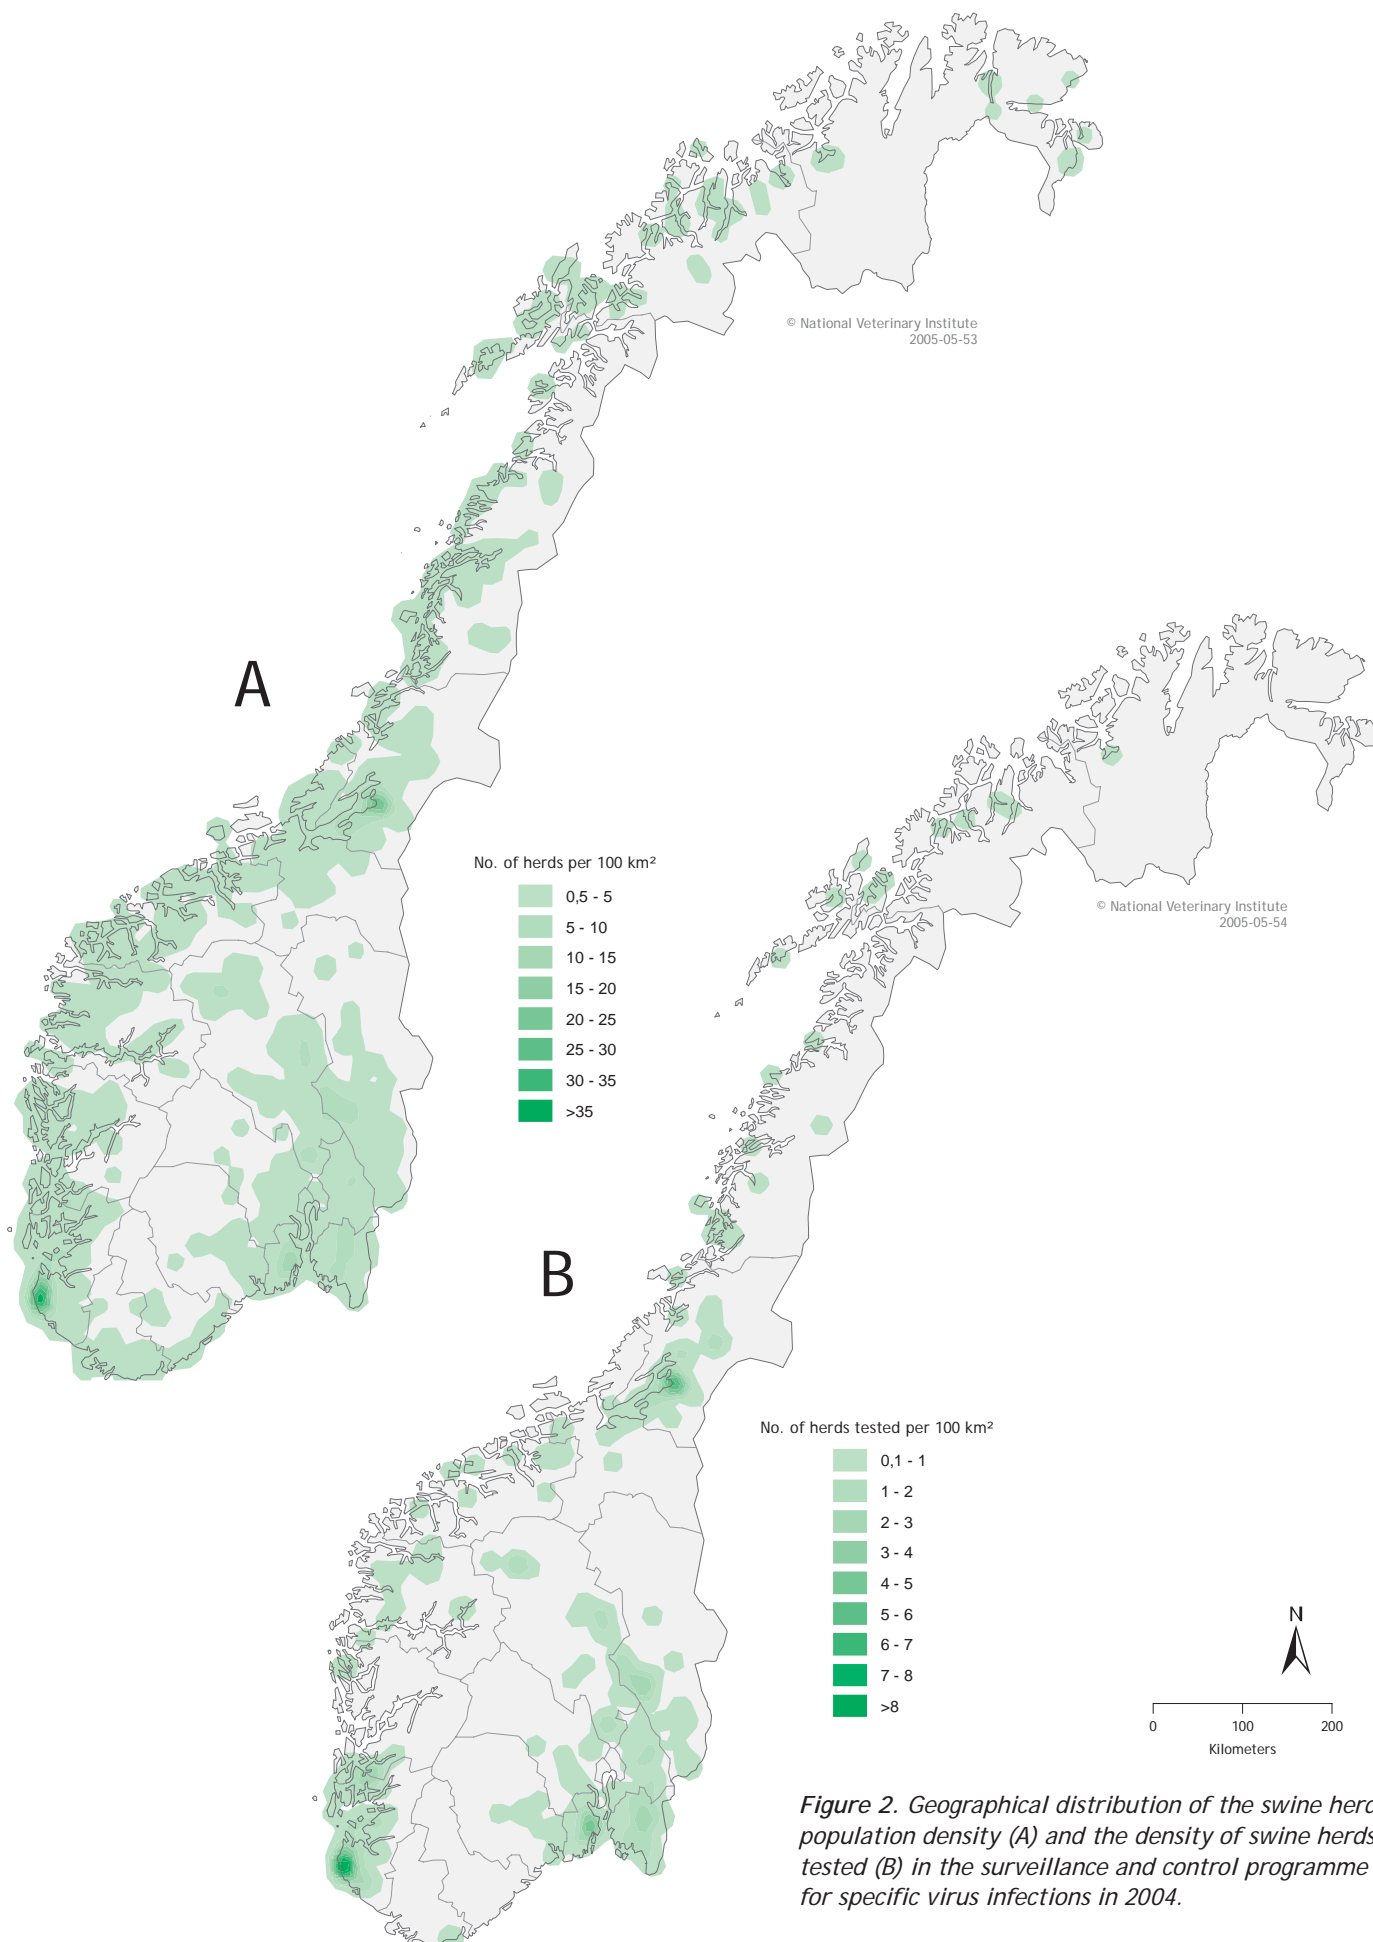 © National Veterinary Institute
2005-05-53
A
No. of herds per 100 km²
0,5 - 5
5 - 10
10 - 15
15 - 20
20 - 25
25 - 30
30 - 35
>35
© National Veterinary Institute
2005-05-54
B
No. of herds tested per 100 km²
0,1 - 1
1 - 2
2 - 3
3 - 4
4 - 5
5 - 6
6 - 7
7 - 8
>8
N
0 100 200
Kilometers
Figure 2. Geographical distribution of the swine herd
population density (A) and the density of swine herds
tested (B) in the surveillance and control programme
for specific virus infections in 2004.